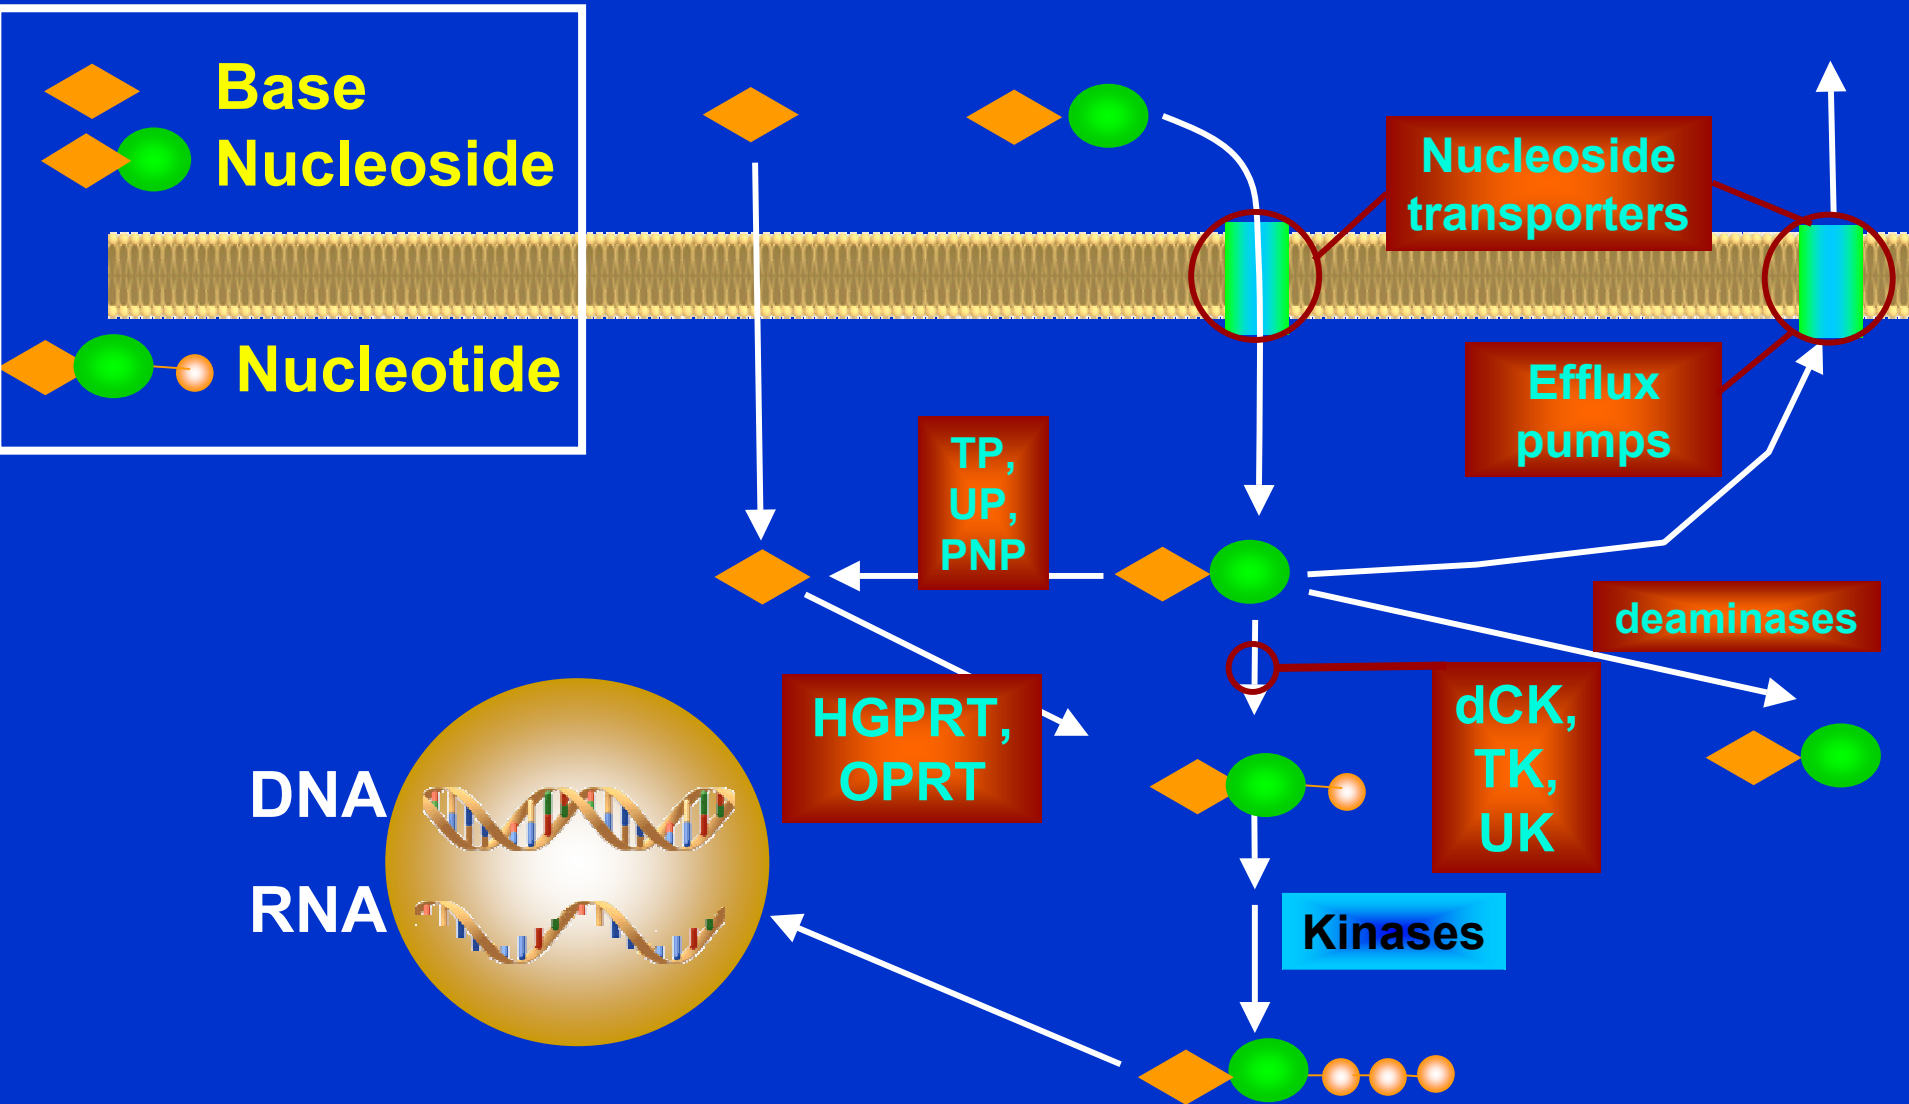 Base
Nucleoside
Nucleotide
Nucleoside
transporters
Efflux
pumps
TP,
UP,
PNP
deaminases
HGPRT,
OPRT
dCK,
TK,
UK
DNA
RNA
Kinases